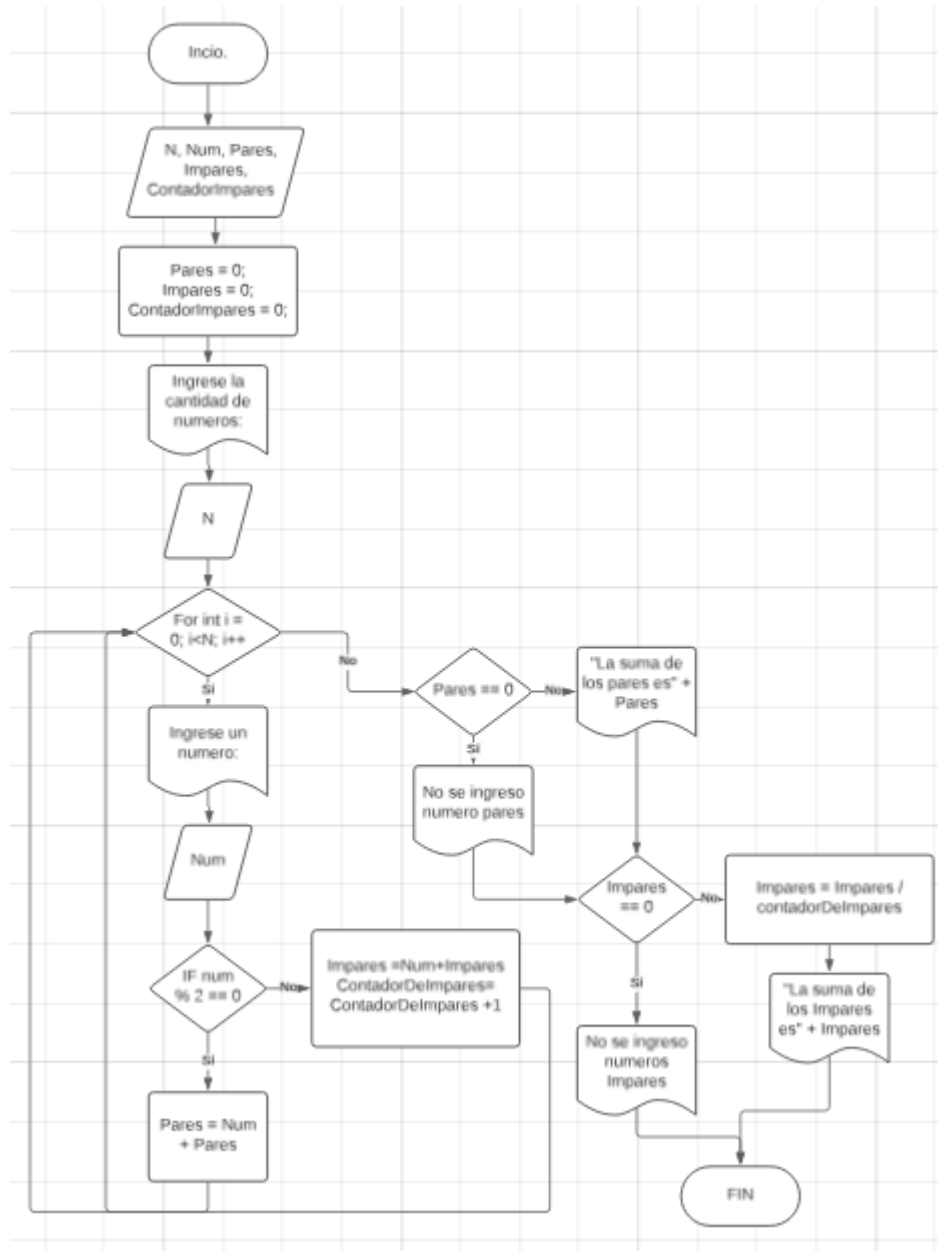 Incio.
N, Num, Pares,
Impares,
ContadorImpares
Pares = 0;
Impares = 0;
ContadorImpares = 0;
Ingrese la
cantidad de
numeros:
N
For int i =
0; i<N; i++
No
Si
Ingrese un
numero:
Num
IF num
% 2 == 0
No
Impares =Num+Impares
ContadorDeImpares=
ContadorDeImpares +1
Si
Pares = Num
+ Pares
Pares == 0
No
"La suma de
los pares es" +
Pares
Si
No se ingreso
numero pares
Impares
== 0
No
Impares = Impares /
contadorDeImpares
"La suma de
los Impares
es" + Impares
Si
No se ingreso
numeros
Impares
FIN